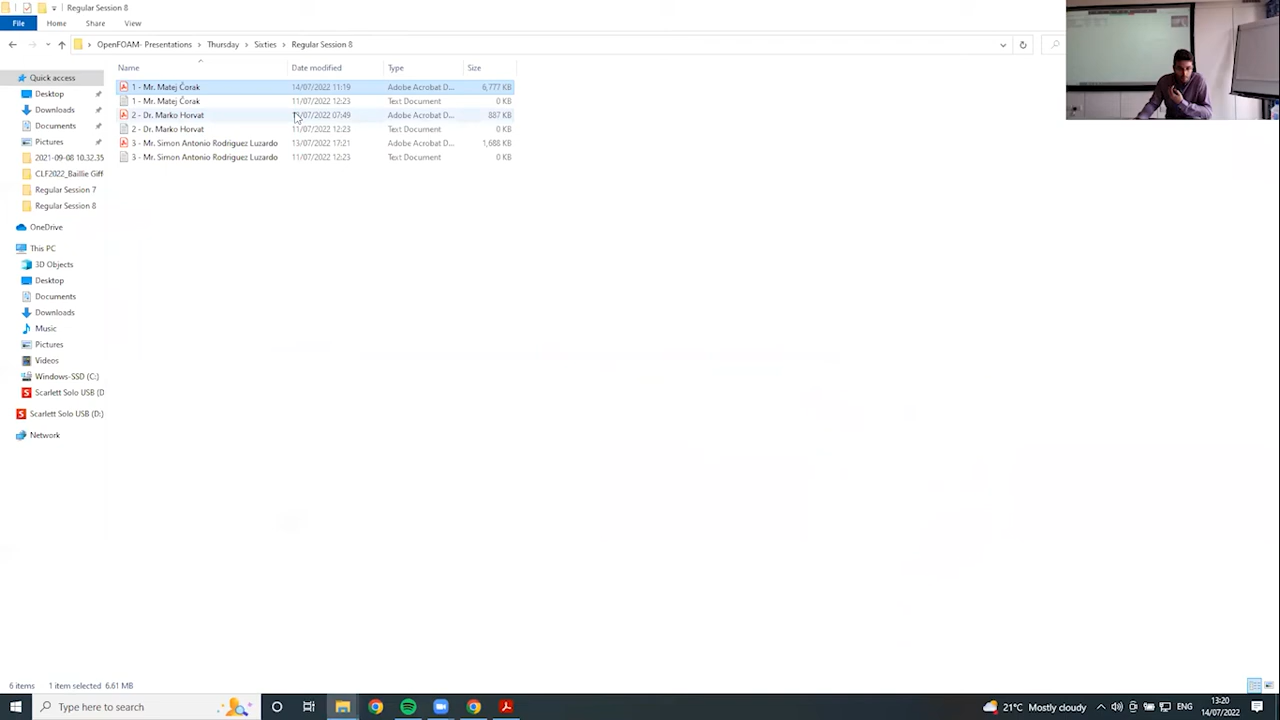 Regular Session 8
File Home Share View
OpenFOAM- Presentations Thursday Sixties Regular Session 8
Name Date modified Type Size
1 - Mr. Matej Čorak 14/07/2022 11:19 Adobe Acrobat D... 6,777 KB
1 - Mr. Matej Čorak 11/07/2022 12:23 Text Document 0 KB
2 - Dr. Marko Horvat /07/2022 07:49 Adobe Acrobat D... 887 KB
2 - Dr. Marko Horvat 11/07/2022 12:23 Text Document 0 KB
3 - Mr. Simon Antonio Rodriguez Luzardo 13/07/2022 17:21 Adobe Acrobat D... 1,688 KB
3 - Mr. Simon Antonio Rodriguez Luzardo 11/07/2022 12:23 Text Document 0 KB
Quick access
Desktop
Downloads
Documents
Pictures
2021-09-08 10.32.35
CLF2022_Baillie Giff
Regular Session 7
Regular Session 8
OneDrive
This PC
3D Objects
Desktop
Documents
Downloads
Music
Pictures
Videos
Windows-SSD (C:)
Scarlett Solo USB (D
Scarlett Solo USB (D:)
Network
6 items 1 item selected 6.61 MB
Type here to search
21°C Mostly cloudy ENG 13:20
14/07/2022